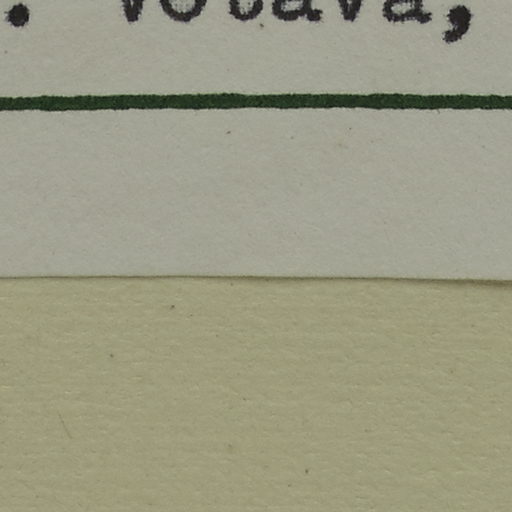 . Votava,